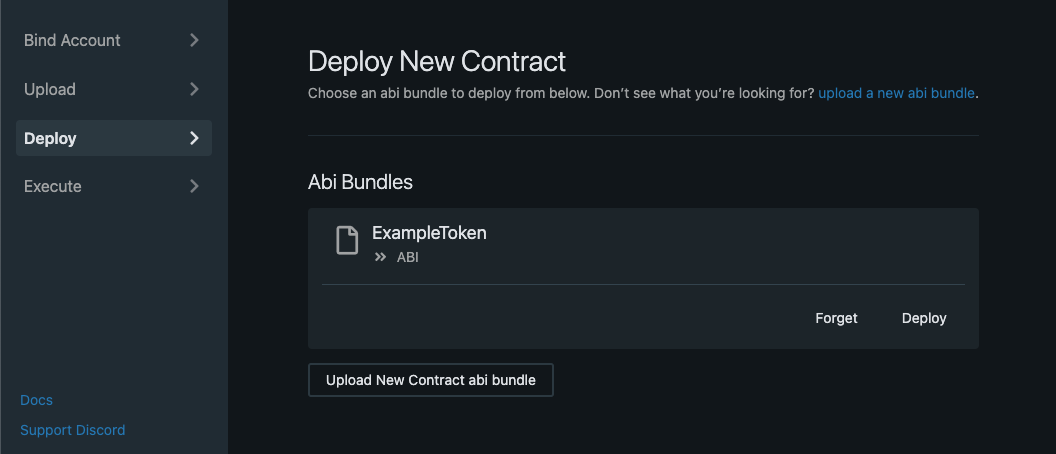 Bind Account
Upload
Deploy
Execute
Docs
Support Discord
Deploy New Contract
Choose an abi bundle to deploy from below. Don’t see what you’re looking for? upload a new abi bundle.
Abi Bundles
ExampleToken
ABI
Forget
Deploy
Upload New Contract abi bundle